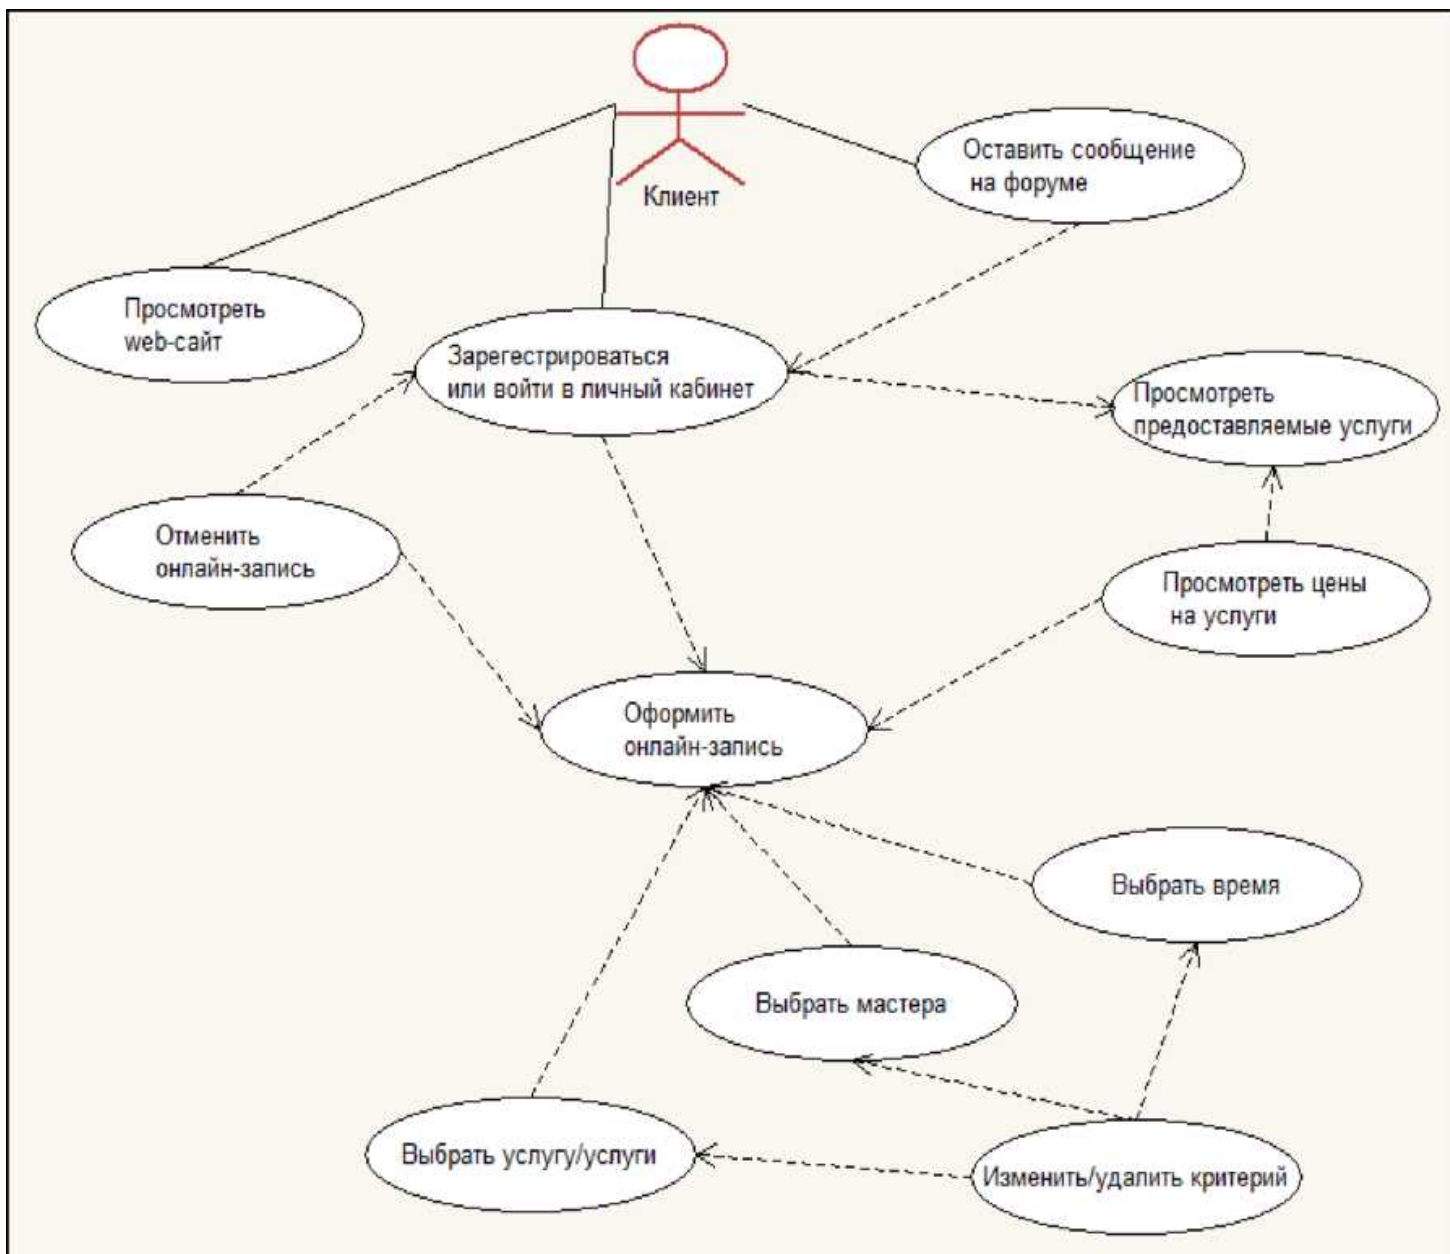 Клиент
Оставить сообщение
на форуме
Просмотреть
web-сайт
Зарегестрироваться
или войти в личный кабинет
Просмотреть
предоставляемые услуги
Отменить
онлайн-запись
Просмотреть цены
на услуги
Оформить
онлайн-запись
Выбрать время
Выбрать мастера
Выбрать услугу/услуги
Изменить/удалить критерий